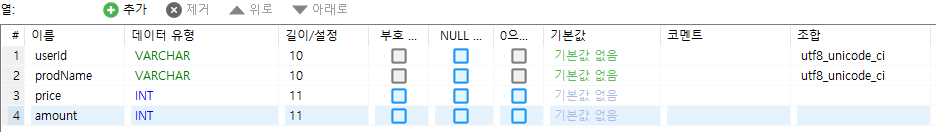 열: 추가 제거 위로 아래로
# 이름 데이터 유형 길이/설정 부호 ... NULL ... 0으... 기본값 코멘트 조합
1 userId VARCHAR 10 기본값 없음 utf8_unicode_ci
2 prodName VARCHAR 10 기본값 없음 utf8_unicode_ci
3 price INT 11 기본값 없음
4 amount INT 11 기본값 없음